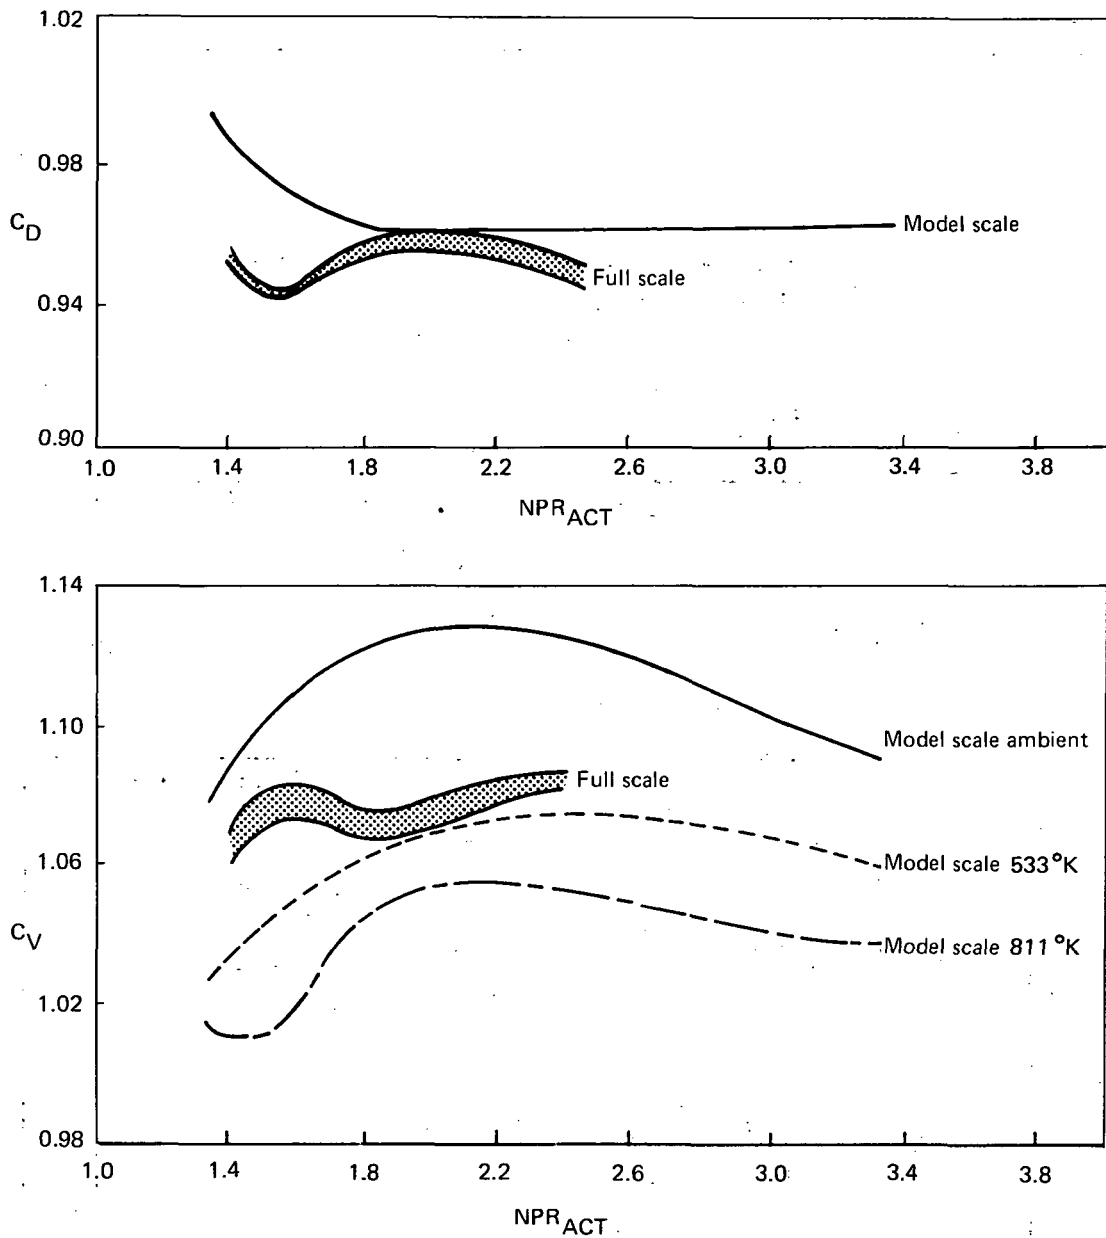 1.02
0.98
C_D
0.94
0.90
Model scale
Full scale
1.0 1.4 1.8 2.2 2.6 3.0 3.4 3.8
NPR_ACT
1.14
1.10
1.06
C_V
1.02
0.98
Model scale ambient
Full scale
Model scale 533°K
Model scale 811°K
1.0 1.4 1.8 2.2 2.6 3.0 3.4 3.8
NPR_ACT